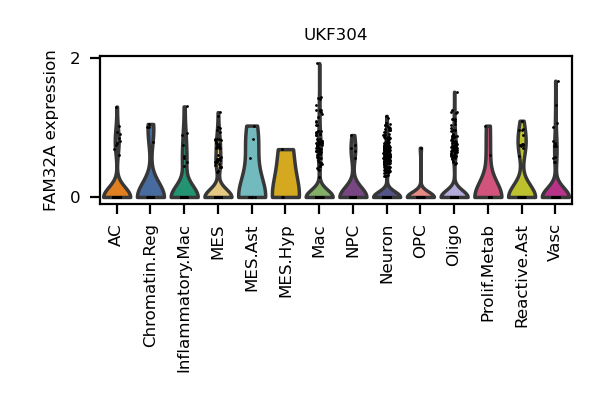 UKF304
FAM32A expression
2
0
AC
Chromatin.Reg
Inflammatory.Mac
MES
MES.Ast
MES.Hyp
Mac
NPC
Neuron
OPC
Oligo
Prolif.Metab
Reactive.Ast
Vasc